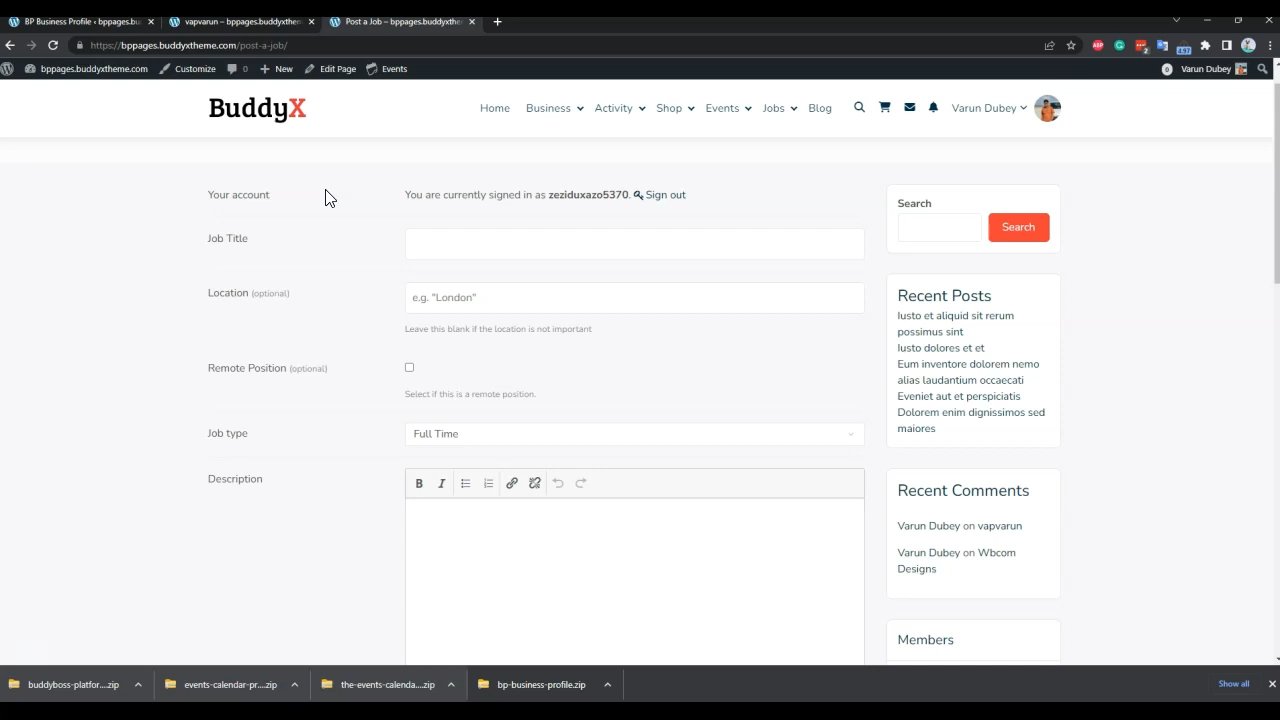 BP Business Profile ‹ bppages.bu
vapvarun – bppages.buddyxtheme
Post a Job – bppages.buddyxthe
https://bppages.buddyxtheme.com/post-a-job/
ABP
2
4.97
bppages.buddyxtheme.com
Customize
0
New
Edit Page
Events
0
Varun Dubey
BuddyX
Home
Business
Activity
Shop
Events
Jobs
Blog
Varun Dubey
Your account
You are currently signed in as zeziduxazo5370. Sign out
Job Title
Location (optional)
e.g. "London"
Leave this blank if the location is not important
Remote Position (optional)
Select if this is a remote position.
Job type
Full Time
Description
B I
Search
Search
Recent Posts
Iusto et aliquid sit rerum
possimus sint
Iusto dolores et et
Eum inventore dolorem nemo
alias laudantium occaecati
Eveniet aut et perspiciatis
Dolorem enim dignissimos sed
maiores
Recent Comments
Varun Dubey on vapvarun
Varun Dubey on Wbcom
Designs
Members
buddyboss-platfor....zip
events-calendar-pr....zip
the-events-calenda....zip
bp-business-profile.zip
Show all